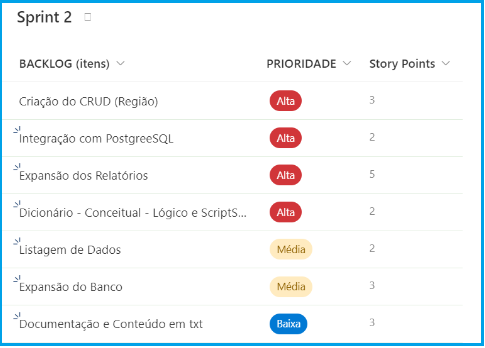 Sprint 2
BACKLOG (itens) PRIORIDADE Story Points
Criação do CRUD (Região) Alta 3
Integração com PostgreeSQL Alta 2
Expansão dos Relatórios Alta 5
Dicionário - Conceitual - Lógico e ScriptS... Alta 2
Listagem de Dados Média 2
Expansão do Banco Média 3
Documentação e Conteúdo em txt Baixa 3